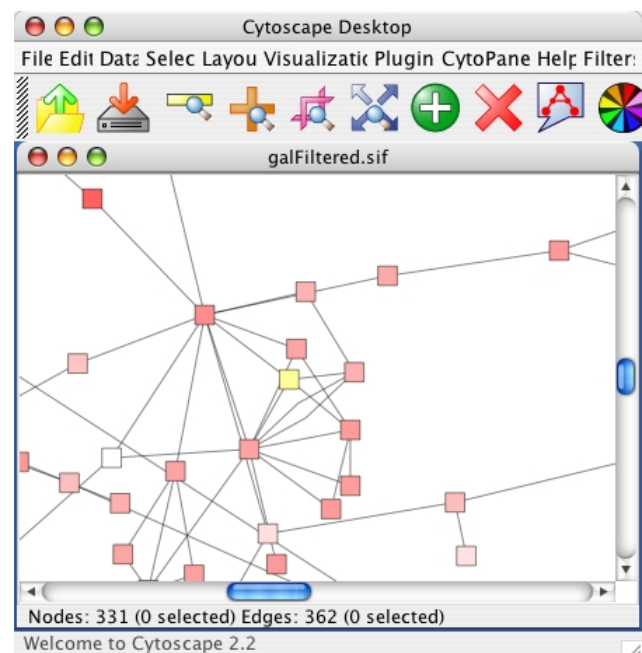 Cytoscape Desktop
File Edit Data Selec Layou Visualizatic Plugin CytoPane Help Filter:
galFiltered.sif
Nodes: 331 (0 selected) Edges: 362 (0 selected)
Welcome to Cytoscape 2.2